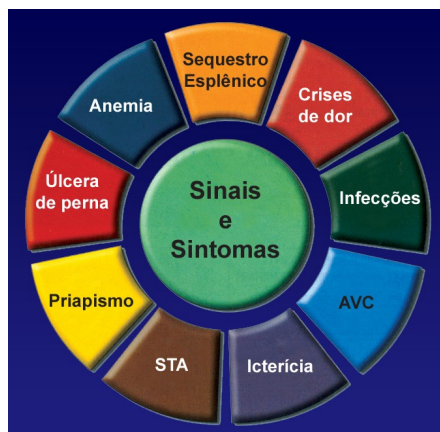 Sequestro
Esplênico
Crises
de dor
Infecções
AVC
Icterícia
STA
Priapismo
Úlcera
de perna
Anemia
Sinais
e
Sintomas